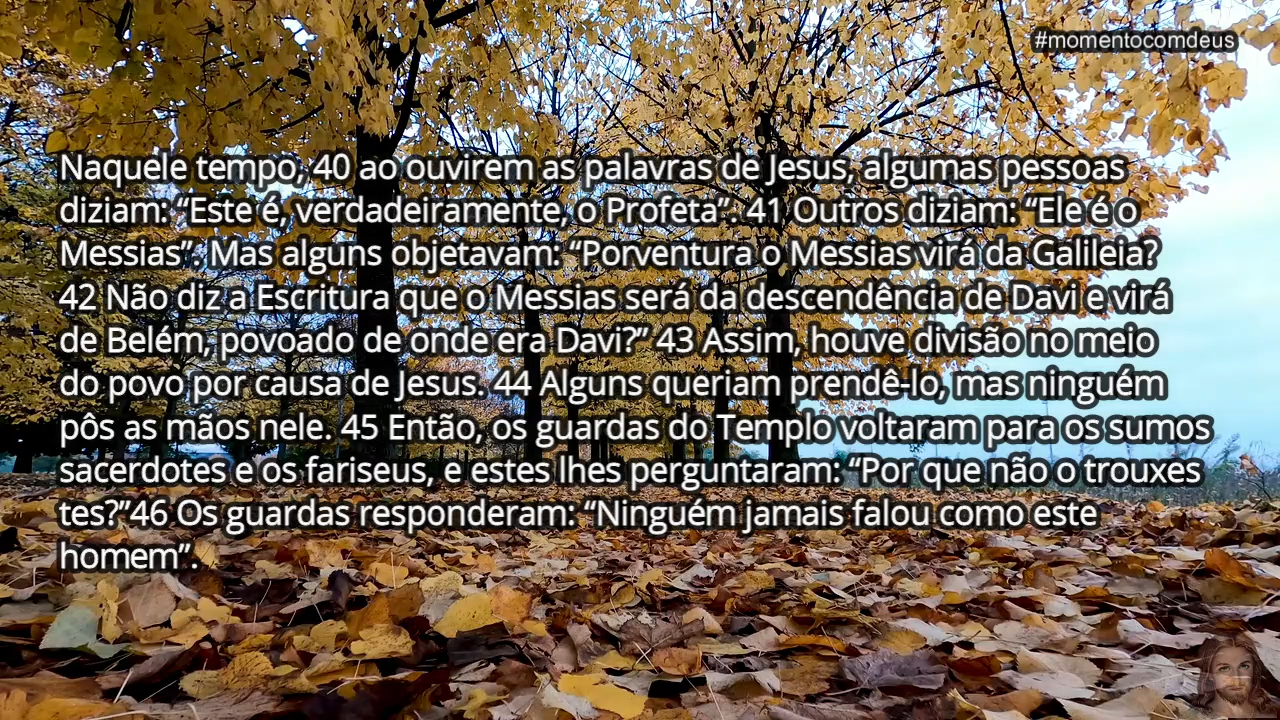 #momentocomdeus
Naquele tempo, 40 ao ouvirem as palavras de Jesus, algumas pessoas
diziam: “Este é, verdadeiramente, o Profeta”. 41 Outros diziam: “Ele é o
Messias”. Mas alguns objetavam: “Porventura o Messias virá da Galileia?
42 Não diz a Escritura que o Messias será da descendência de Davi e virá
de Belém, povoado de onde era Davi?” 43 Assim, houve divisão no meio
do povo por causa de Jesus. 44 Alguns queriam prendê-lo, mas ninguém
pôs as mãos nele. 45 Então, os guardas do Templo voltaram para os sumos
sacerdotes e os fariseus, e estes lhes perguntaram: “Por que não o trouxes
tes?”46 Os guardas responderam: “Ninguém jamais falou como este
homem”.